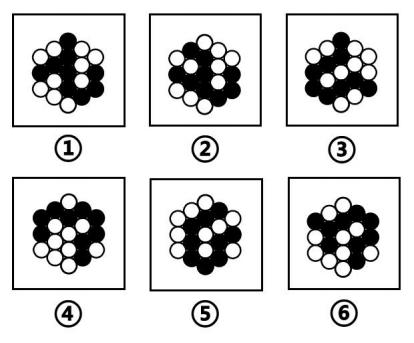 ① ② ③
④ ⑤ ⑥